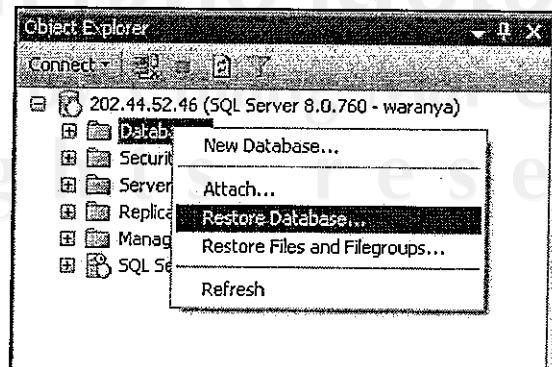 Object Explorer
Connect
202.44.52.46 (SQL Server 8.0.760 - waranya)
Datab
Securit
Server
Replica
Manag
SQL Se
New Database...
Attach...
Restore Database...
Restore Files and Filegroups...
Refresh